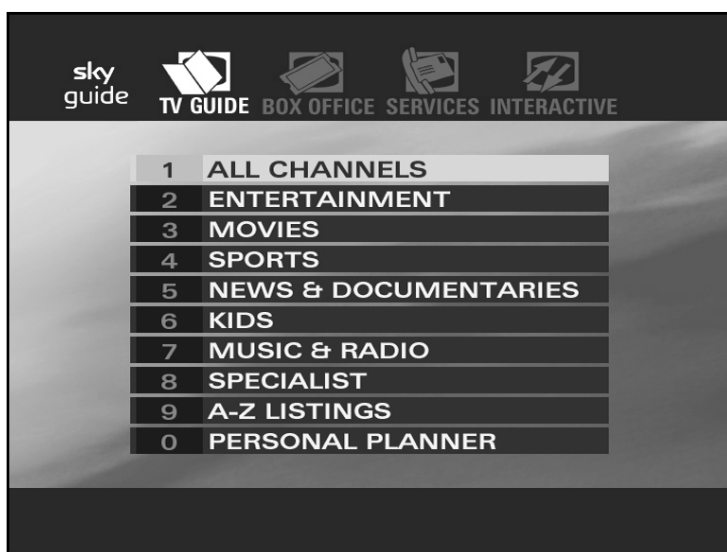 sky
guide
TV GUIDE BOX OFFICE SERVICES INTERACTIVE
1 ALL CHANNELS
2 ENTERTAINMENT
3 MOVIES
4 SPORTS
5 NEWS & DOCUMENTARIES
6 KIDS
7 MUSIC & RADIO
8 SPECIALIST
9 A-Z LISTINGS
0 PERSONAL PLANNER